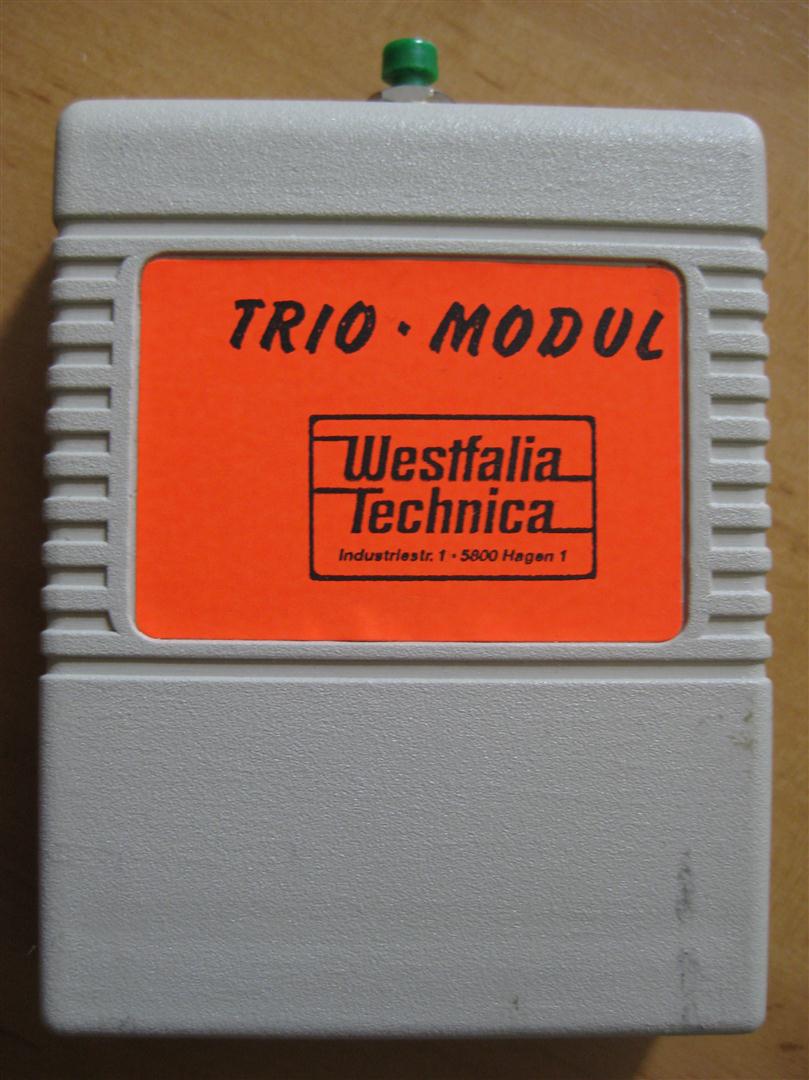 TRIO · MODUL
Westfalia
Technica
Industriestr. 1 · 5800 Hagen 1